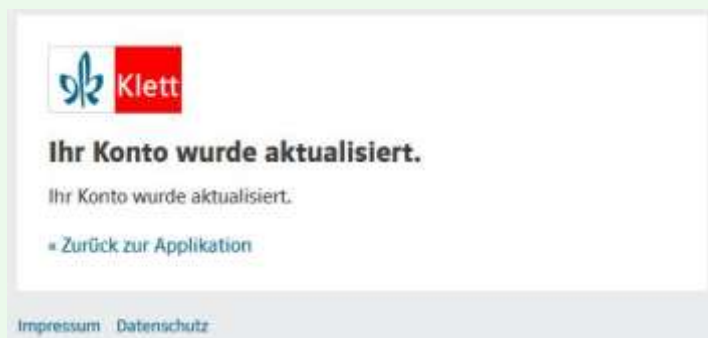 Klett
Ihr Konto wurde aktualisiert.
Ihr Konto wurde aktualisiert.
« Zurück zur Applikation
Impressum Datenschutz